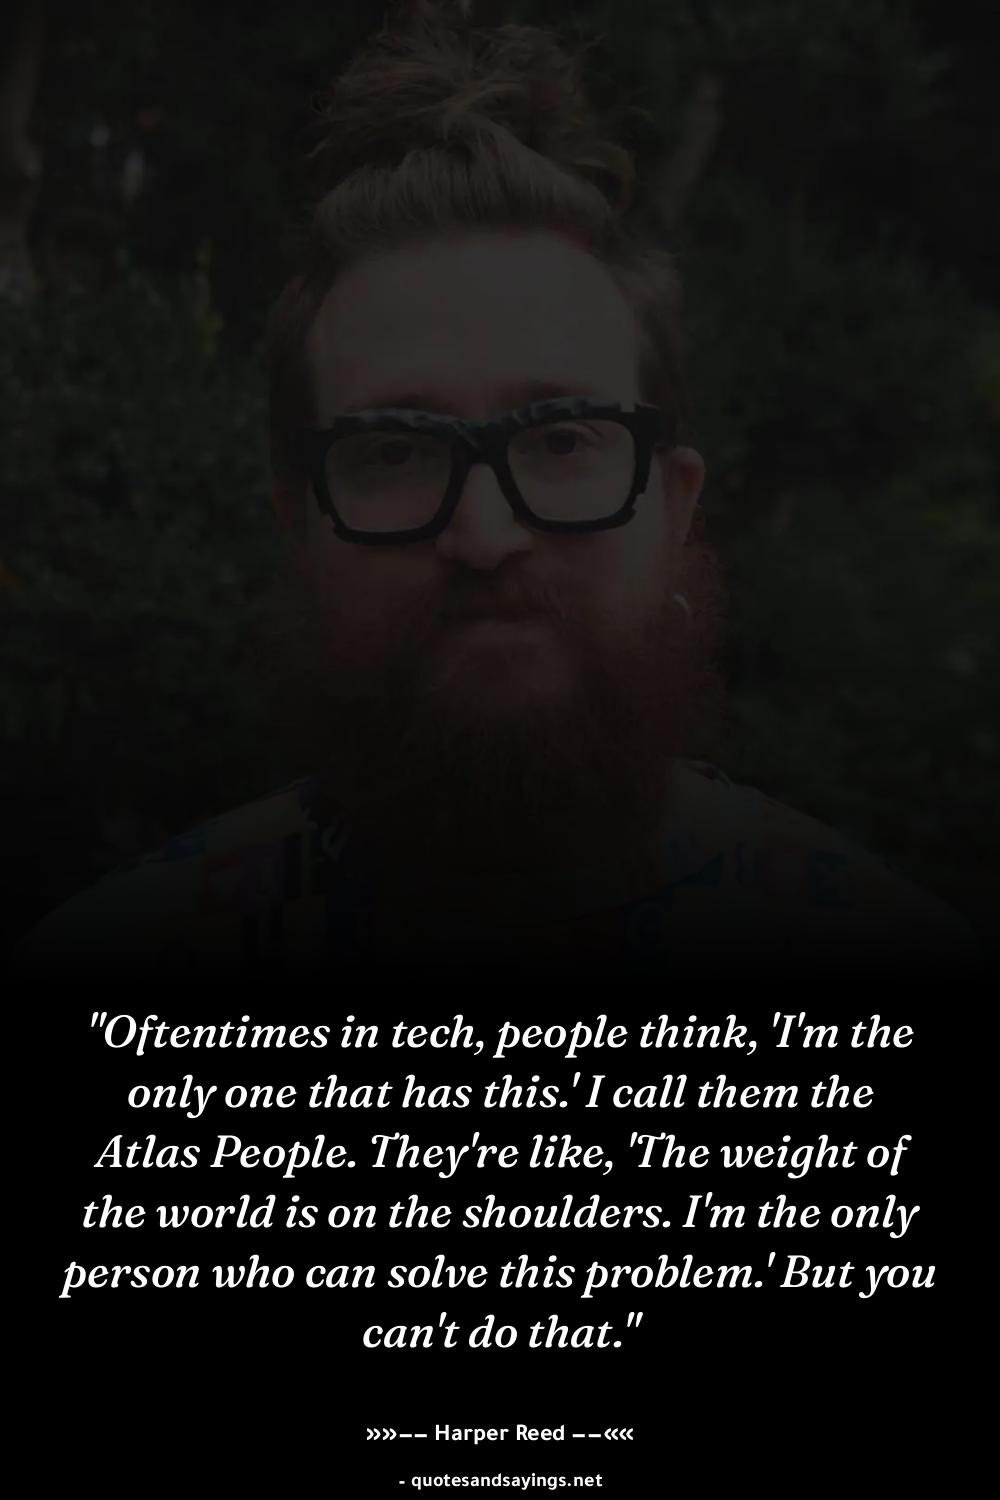 "Oftentimes in tech, people think, 'I'm the
only one that has this.' I call them the
Atlas People. They're like, 'The weight of
the world is on the shoulders. I'm the only
person who can solve this problem.' But you
can't do that."
»»−− Harper Reed −−««
- quotesandsayings.net